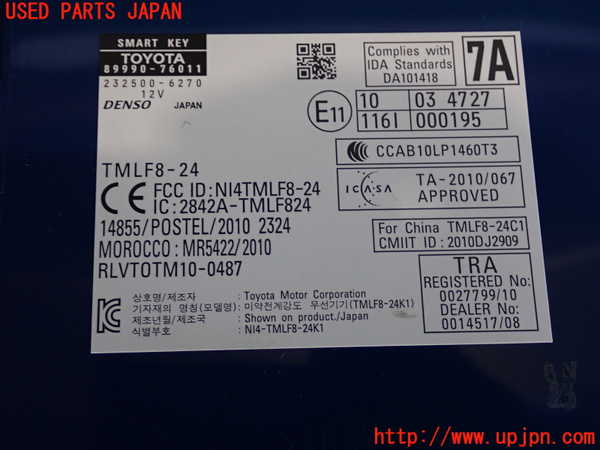 USED PARTS JAPAN
SMART KEY
TOYOTA
89990-76011
232500-6270
12V
DENSO JAPAN
Complies with
IDA Standards
DA101418
7A
E11
10 03 4727
116I 000195
CCAB10LP1460T3
ICASA
TA-2010/067
APPROVED
TMLF8-24
CE FCC ID:NI4TMLF8-24
IC:2842A-TMLF824
14855/POSTEL/2010 2324
MOROCCO:MR5422/2010
RLVTOTM10-0487
For China TMLF8-24C1
CMIIT ID:2010DJ2909
TRA
REGISTERED No:
0027799/10
DEALER No:
0014517/08
상호명/제조자 : Toyota Motor Corporation
기자재의 명칭(모델명):미약전계강도 무선기기(TMLF8-24K1)
제조년월/제조국 : Shown on product./Japan
식별부호 : NI4-TMLF8-24K1
http://www.upjpn.com/